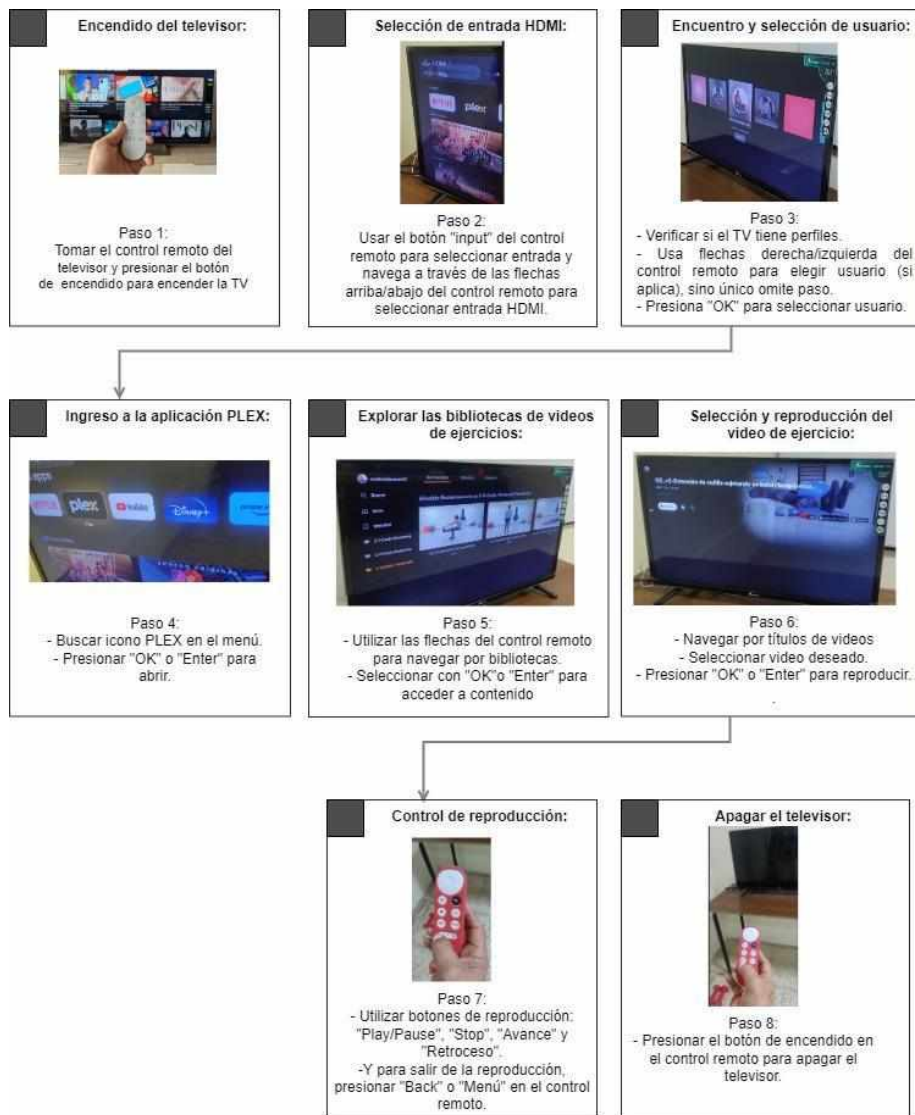 Encendido del televisor:
Paso 1:
Tomar el control remoto del
televisor y presionar el botón
de encendido para encender la TV
Selección de entrada HDMI:
plex
Paso 2:
Usar el botón "input" del control
remoto para seleccionar entrada y
navega a través de las flechas
arriba/abajo del control remoto para
seleccionar entrada HDMI.
Encuentro y selección de usuario:
Paso 3:
- Verificar si el TV tiene perfiles.
- Usa flechas derecha/izquierda del
control remoto para elegir usuario (si
aplica), sino único omite paso.
- Presiona "OK" para seleccionar usuario.
Ingreso a la aplicación PLEX:
apps
plex
Disney+
Paso 4:
- Buscar icono PLEX en el menú.
- Presionar "OK" o "Enter" para
abrir.
Explorar las bibliotecas de videos
de ejercicios:
Paso 5:
- Utilizar las flechas del control remoto
para navegar por bibliotecas.
- Seleccionar con "OK"o "Enter" para
acceder a contenido
Selección y reproducción del
video de ejercicio:
Paso 6:
- Navegar por títulos de videos
- Seleccionar video deseado.
- Presionar "OK" o "Enter" para reproducir.
.
Control de reproducción:
Paso 7:
- Utilizar botones de reproducción:
"Play/Pause", "Stop", "Avance" y
"Retroceso".
-Y para salir de la reproducción,
presionar "Back" o "Menú" en el control
remoto.
Apagar el televisor:
Paso 8:
- Presionar el botón de encendido en
el control remoto para apagar el
televisor.